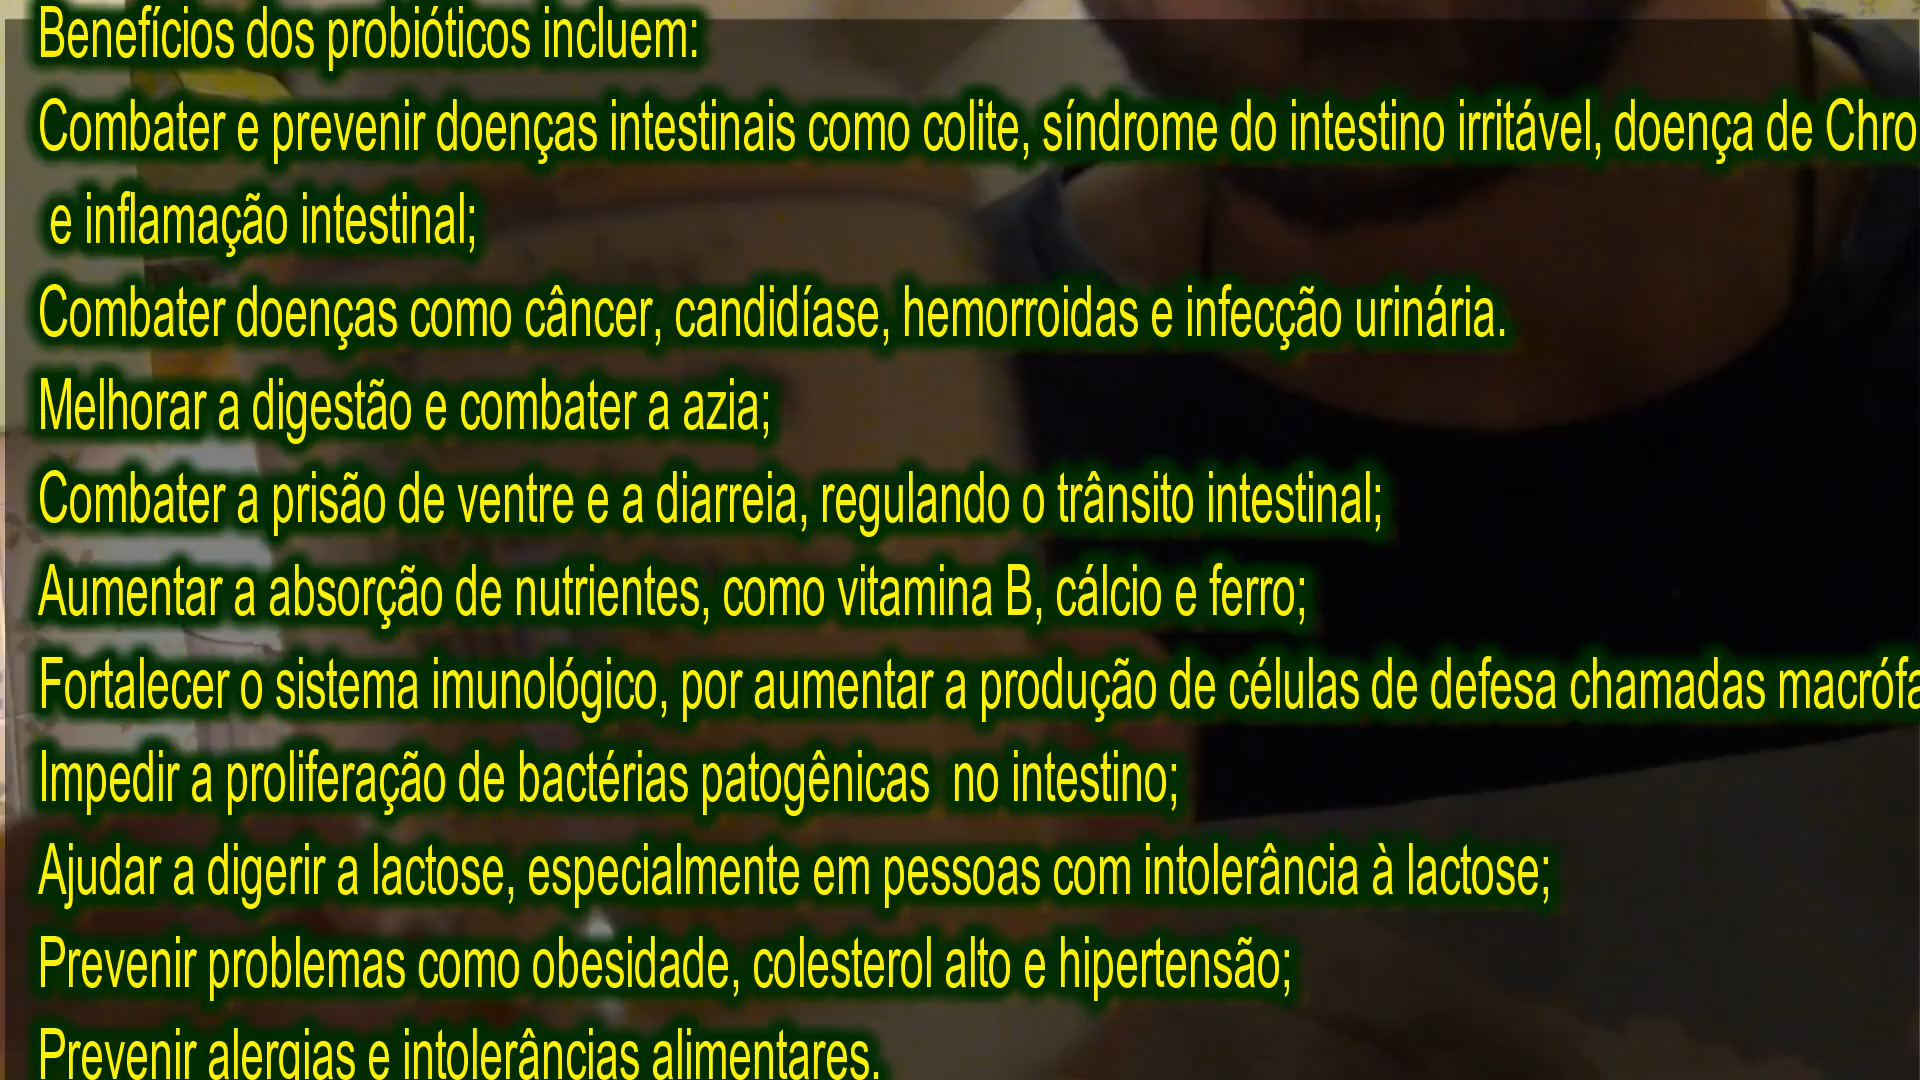 Benefícios dos probióticos incluem:
Combater e prevenir doenças intestinais como colite, síndrome do intestino irritável, doença de Chro
e inflamação intestinal;
Combater doenças como câncer, candidíase, hemorroidas e infecção urinária.
Melhorar a digestão e combater a azia;
Combater a prisão de ventre e a diarreia, regulando o trânsito intestinal;
Aumentar a absorção de nutrientes, como vitamina B, cálcio e ferro;
Fortalecer o sistema imunológico, por aumentar a produção de células de defesa chamadas macrófa
Impedir a proliferação de bactérias patogênicas  no intestino;
Ajudar a digerir a lactose, especialmente em pessoas com intolerância à lactose;
Prevenir problemas como obesidade, colesterol alto e hipertensão;
Prevenir alergias e intolerâncias alimentares.